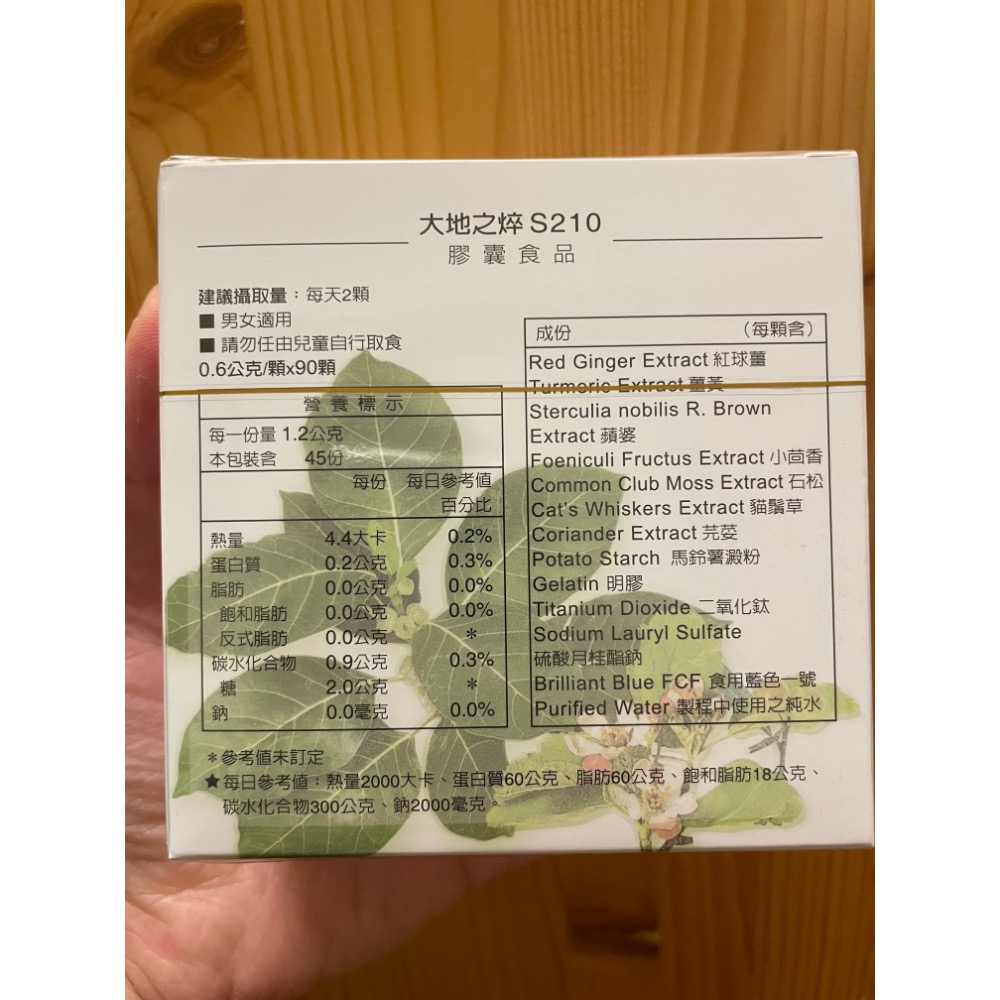 大地之焠 S210
膠囊食品
建議攝取量：每天2顆
■ 男女適用
■ 請勿任由兒童自行取食
0.6公克/顆x90顆
營養標示
每一份量 1.2公克
本包裝含 45份
每份 每日參考值
百分比
熱量 4.4大卡 0.2%
蛋白質 0.2公克 0.3%
脂肪 0.0公克 0.0%
飽和脂肪 0.0公克 0.0%
反式脂肪 0.0公克 *
碳水化合物 0.9公克 0.3%
糖 2.0公克 *
鈉 0.0毫克 0.0%
＊參考值未訂定
★每日參考值：熱量2000大卡、蛋白質60公克、脂肪60公克、飽和脂肪18公克、
碳水化合物300公克、鈉2000毫克。
成份 （每顆含）
Red Ginger Extract 紅球薑
Turmeric Extract 薑黃
Sterculia nobilis R. Brown
Extract 蘋婆
Foeniculi Fructus Extract 小茴香
Common Club Moss Extract 石松
Cat's Whiskers Extract 貓鬚草
Coriander Extract 芫荽
Potato Starch 馬鈴薯澱粉
Gelatin 明膠
Titanium Dioxide 二氧化鈦
Sodium Lauryl Sulfate
硫酸月桂酯鈉
Brilliant Blue FCF 食用藍色一號
Purified Water 製程中使用之純水